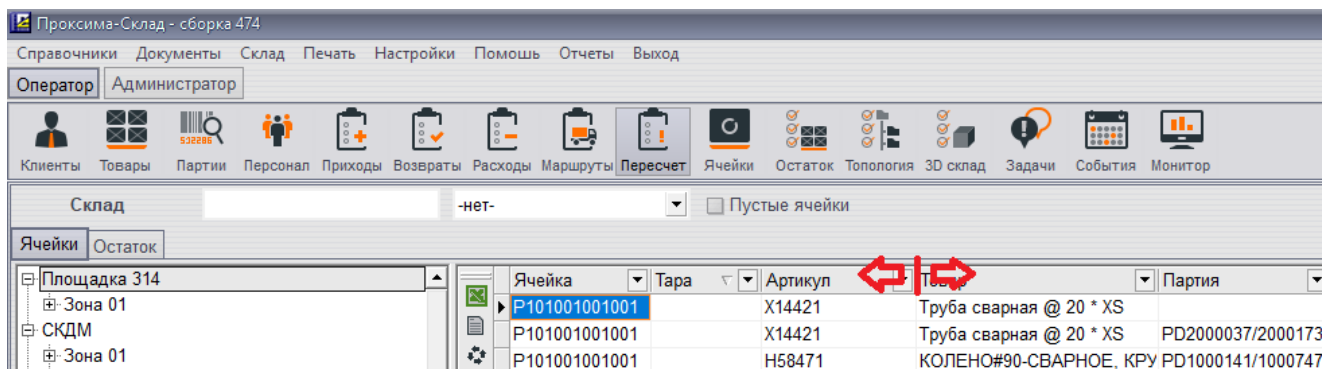 Проксима-Склад - сборка 474
Справочники Документы Склад Печать Настройки Помошь Отчеты Выход
Оператор Администратор
532286
Клиенты Товары Партии Персонал Приходы Возвраты Расходы Маршруты Пересчет Ячейки Остаток Топология 3D склад Задачи События Монитор
Склад -нет- Пустые ячейки
Ячейки Остаток
Площадка 314 Ячейка Тара Артикул Товар Партия
Зона 01 P101001001001 X14421 Труба сварная @ 20 * XS
СКДМ P101001001001 X14421 Труба сварная @ 20 * XS PD2000037/2000173
Зона 01 P101001001001 H58471 КОЛЕНО#90-СВАРНОЕ, КРУ PD1000141/1000747